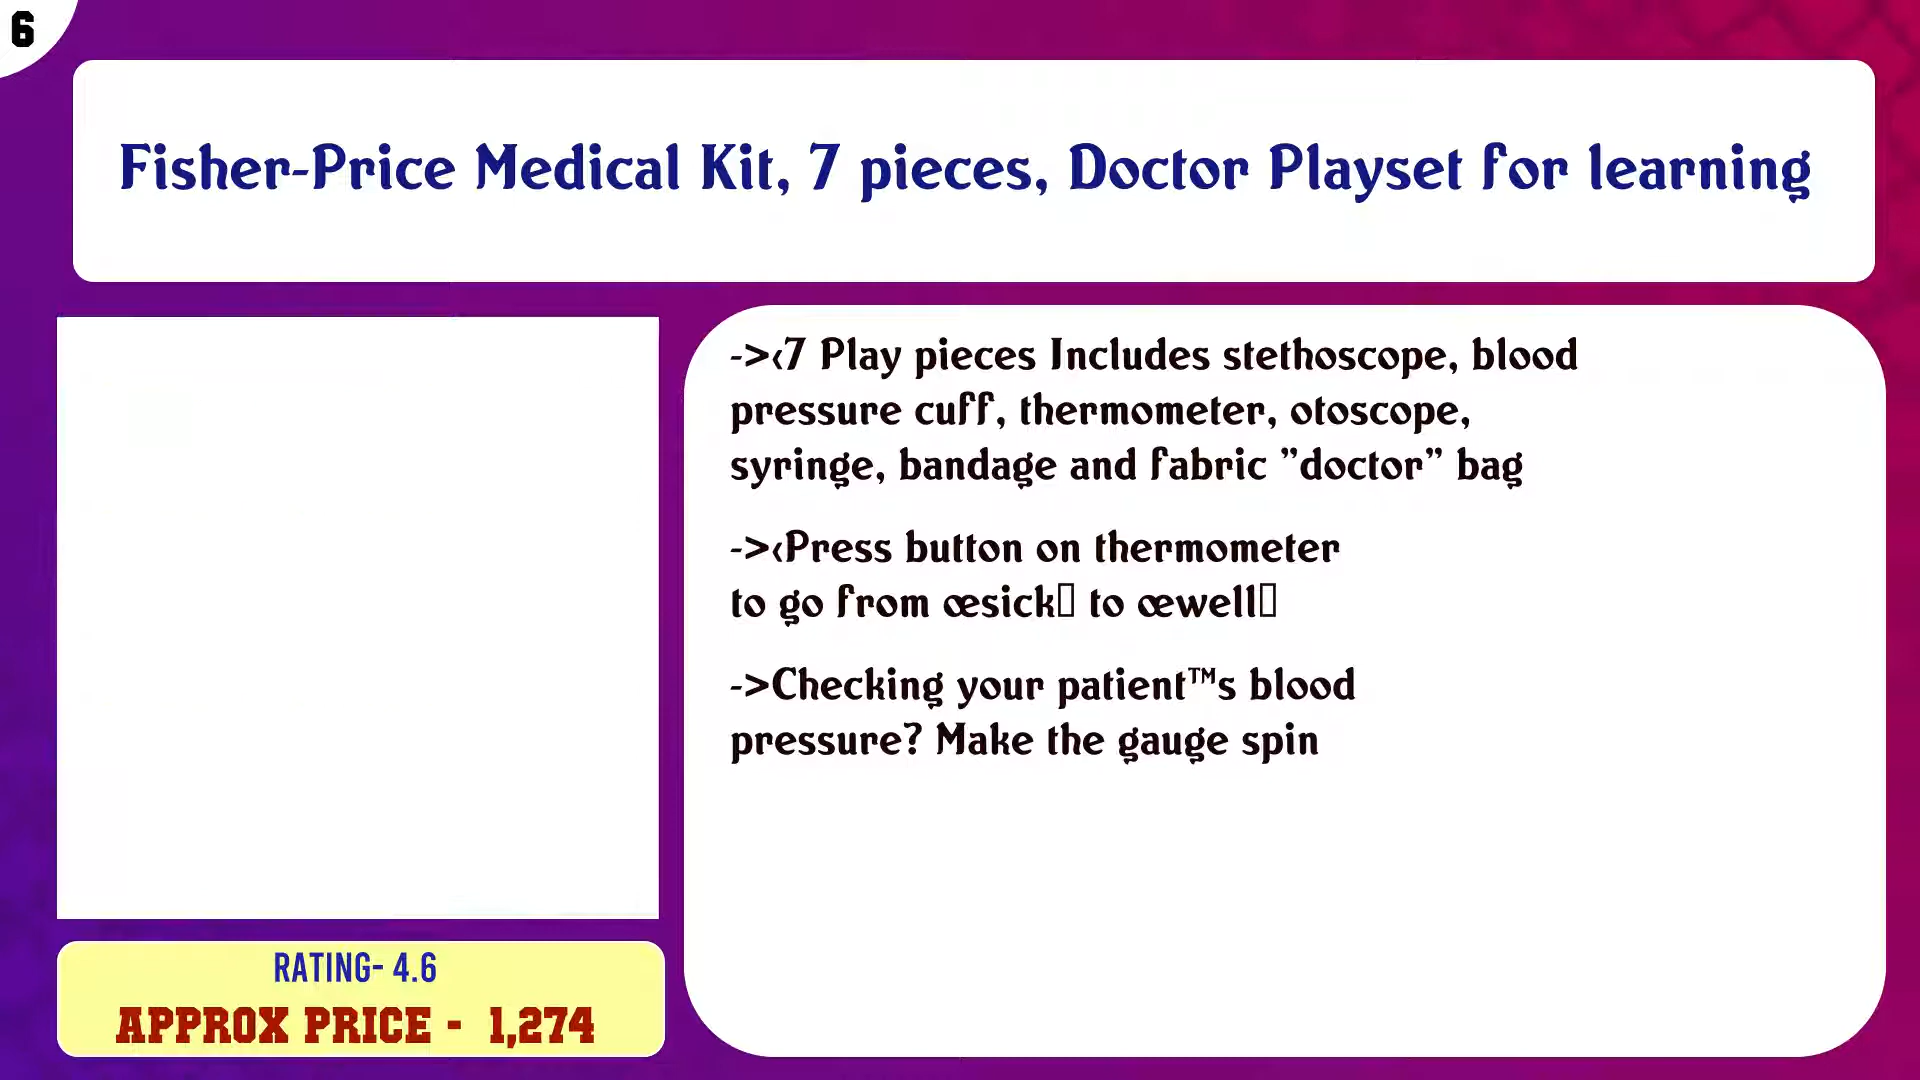 6
Fisher-Price Medical Kit, 7 pieces, Doctor Playset for learning
->‹7 Play pieces Includes stethoscope, blood
pressure cuff, thermometer, otoscope,
syringe, bandage and fabric ”doctor” bag
->‹Press button on thermometer
to go from œsick▯ to œwell▯
->Checking your patient™s blood
pressure? Make the gauge spin
RATING- 4.6
APPROX PRICE - 1,274